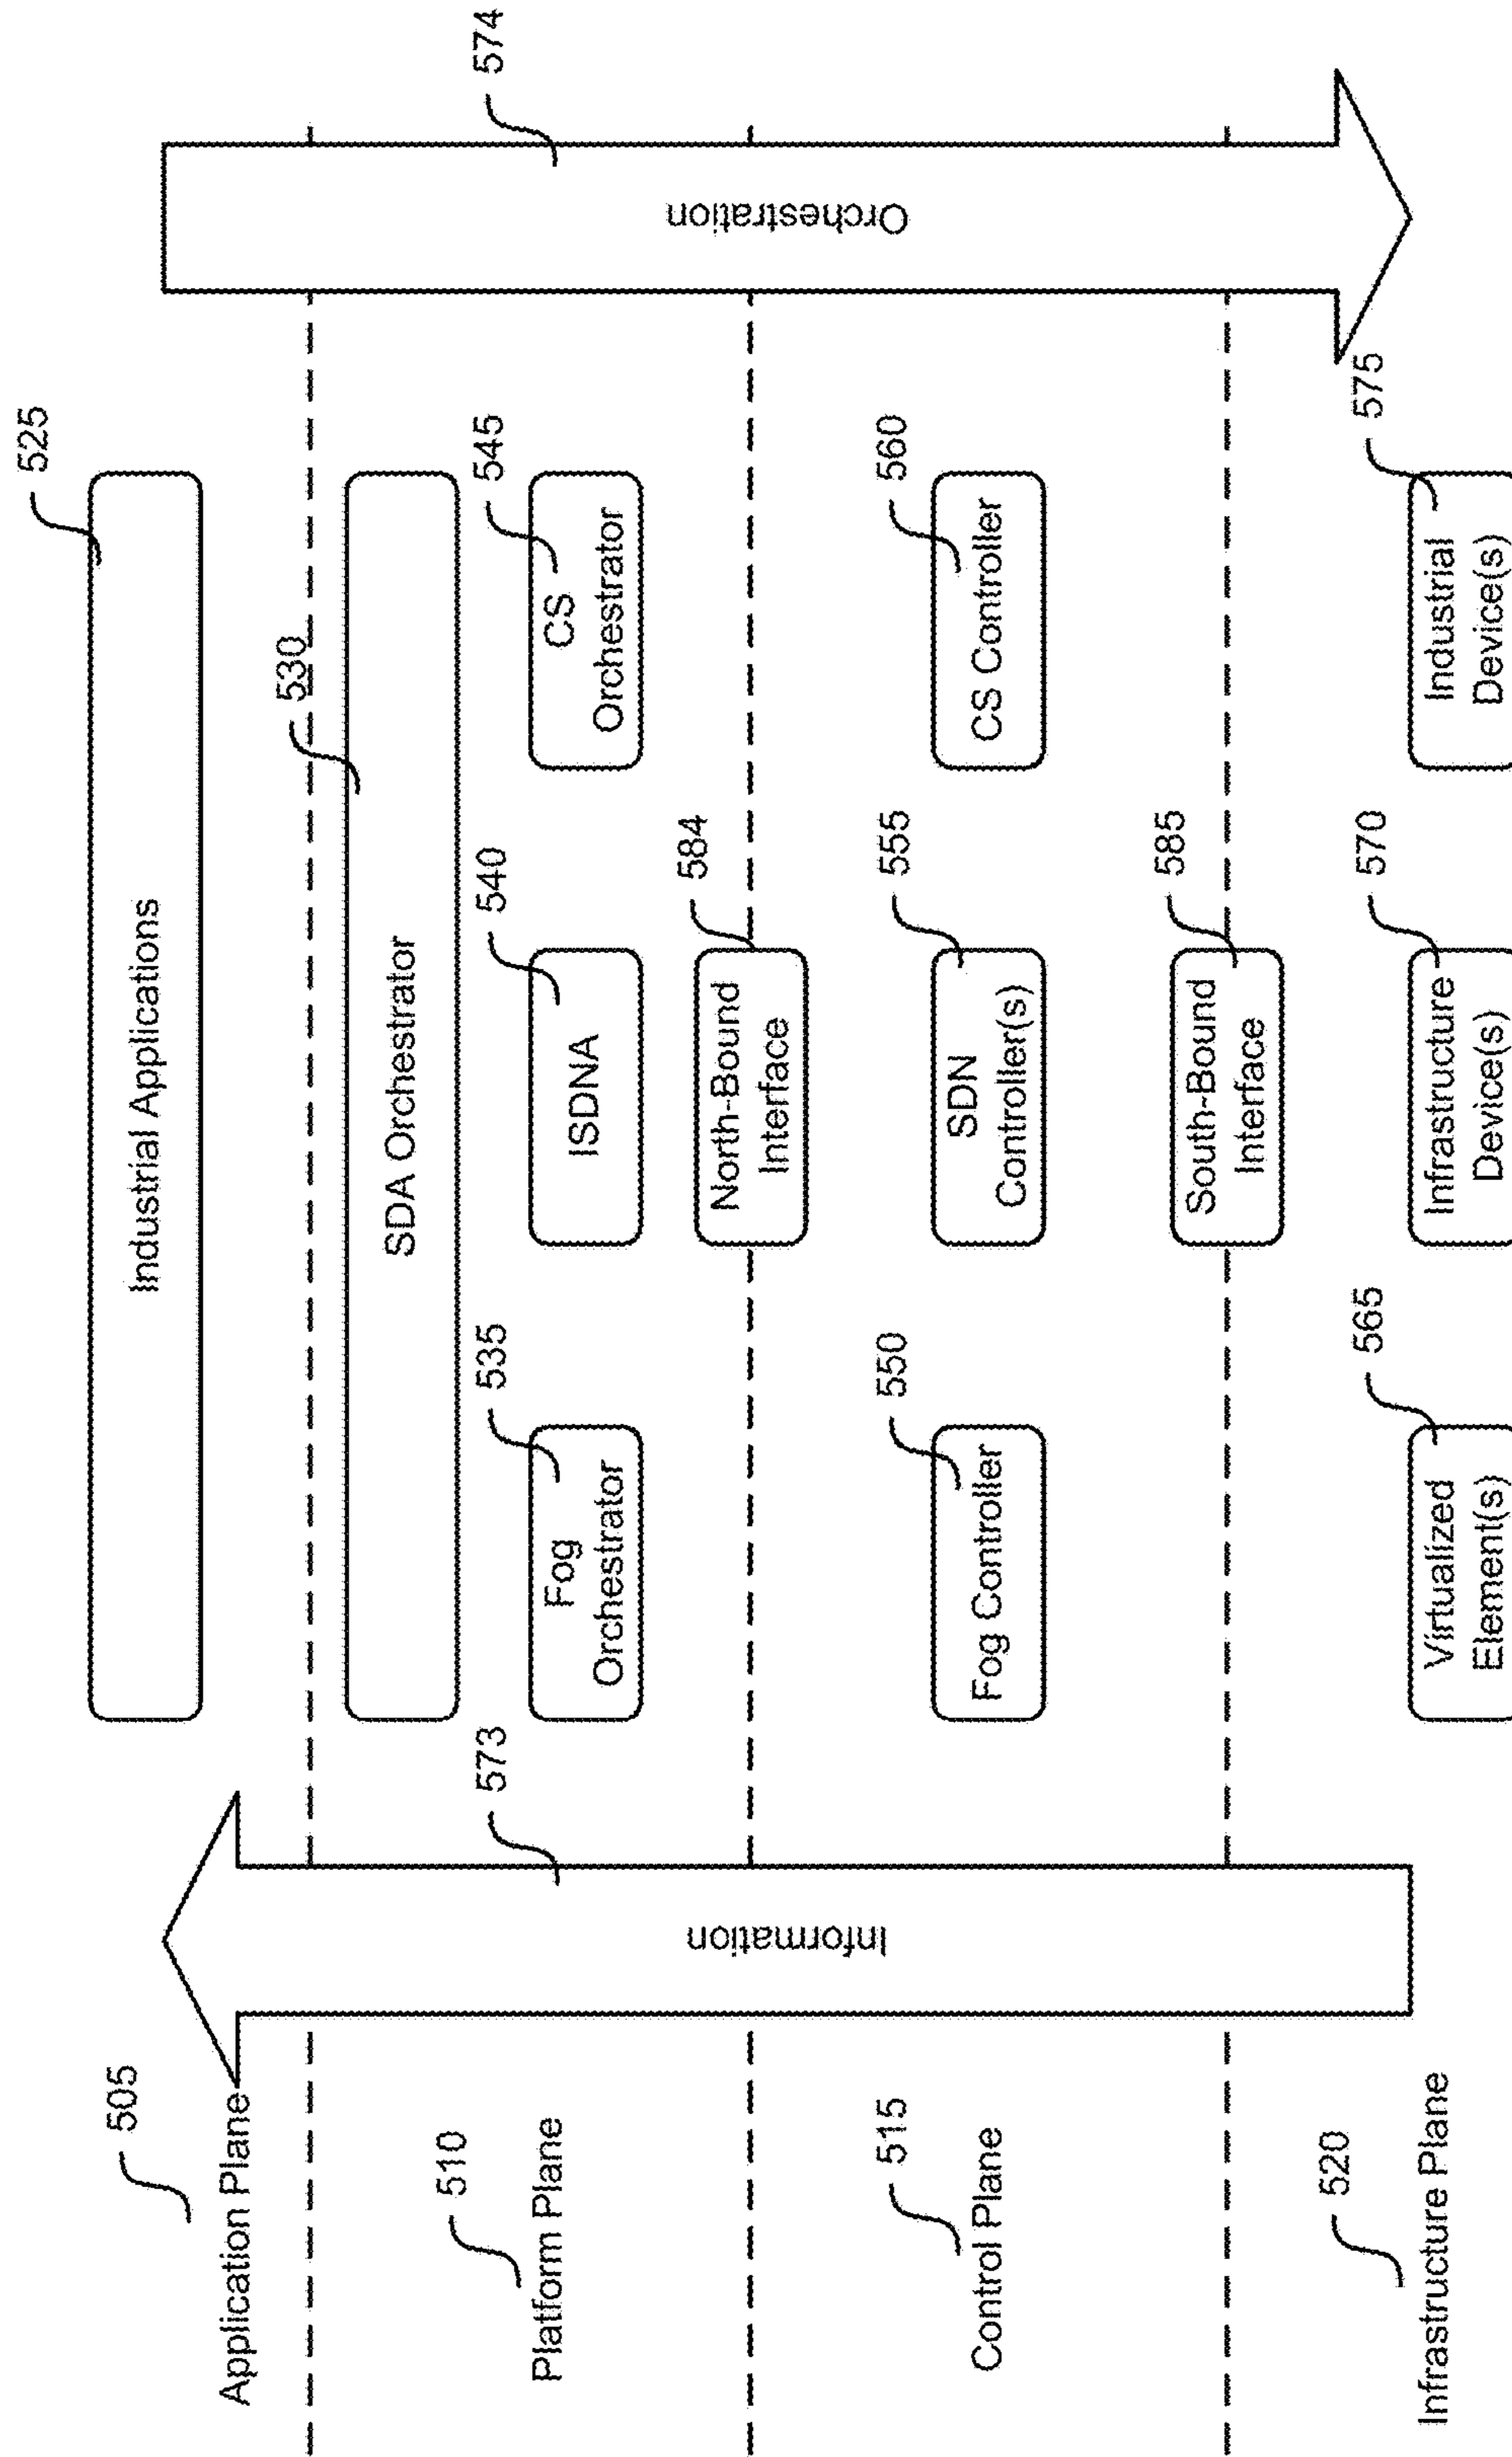 505
Application Plane
525
Industrial Applications
510
Platform Plane
573
Information
530
SDA Orchestrator
535
Fog
Orchestrator
540
ISDNA
545
CS
Orchestrator
574
Orchestration
584
North-Bound
Interface
515
Control Plane
550
Fog Controller
555
SDN
Controller(s)
560
CS Controller
585
South-Bound
Interface
520
Infrastructure Plane
565
Virtualized
Element(s)
570
Infrastructure
Device(s)
575
Industrial
Device(s)